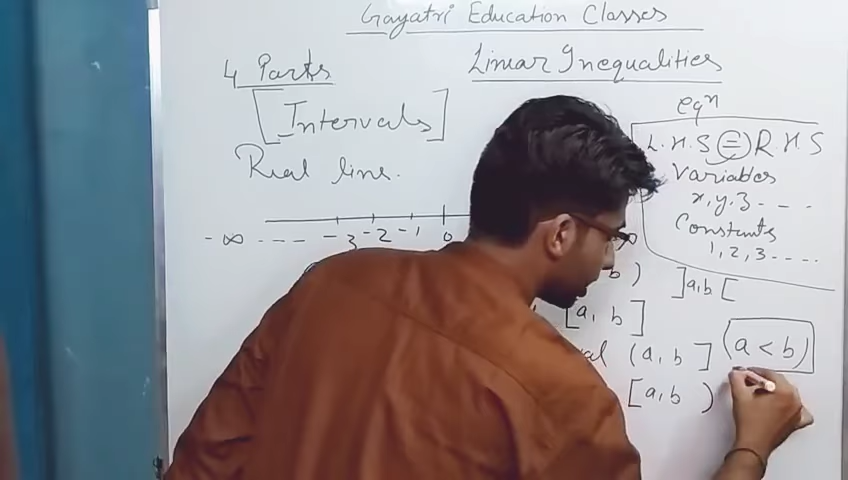 Gayatri Education Classes
4 Parts
Linear Inequalities
[Intervals]
Real line.
- ∞ --- -3 -2 -1 0
∞
eqn
L.H.S = R.H.S
Variables
x, y, z - - - -
Constants
1, 2, 3 - - - -
b) ]a,b[
[a, b]
(a, b]
(a < b)
[a, b)